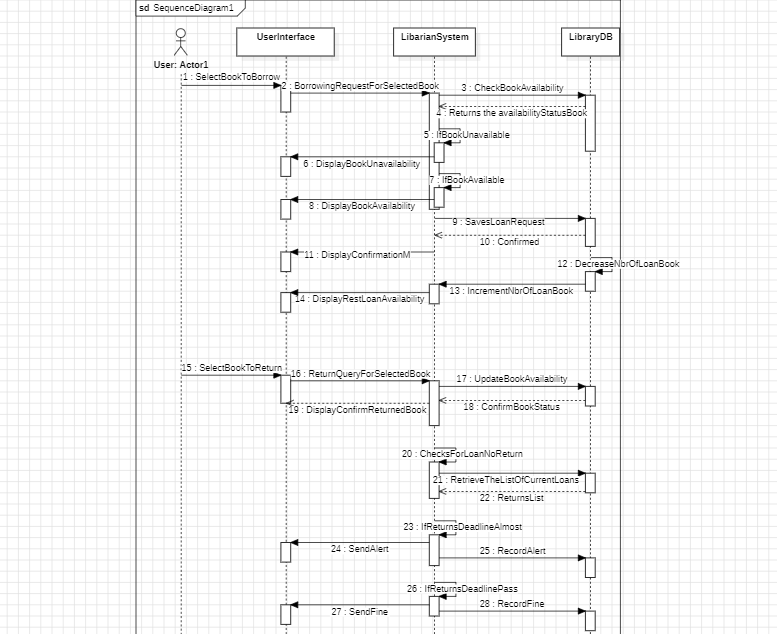 sd SequenceDiagram1
UserInterface
LibarianSystem
LibraryDB
User: Actor1
1 : SelectBookToBorrow
2 : BorrowingRequestForSelectedBook
3 : CheckBookAvailability
4 : Returns the availabilityStatusBook
5 : IfBookUnavailable
6 : DisplayBookUnavailability
7 : IfBookAvailable
8 : DisplayBookAvailability
9 : SavesLoanRequest
10 : Confirmed
11 : DisplayConfirmationM
12 : DecreaseNbrOfLoanBook
13 : IncrementNbrOfLoanBook
14 : DisplayRestLoanAvailability
15 : SelectBookToReturn
16 : ReturnQueryForSelectedBook
17 : UpdateBookAvailability
18 : ConfirmBookStatus
19 : DisplayConfirmReturnedBook
20 : ChecksForLoanNoReturn
21 : RetrieveTheListOfCurrentLoans
22 : ReturnsList
23 : IfReturnsDeadlineAlmost
24 : SendAlert
25 : RecordAlert
26 : IfReturnsDeadlinePass
27 : SendFine
28 : RecordFine